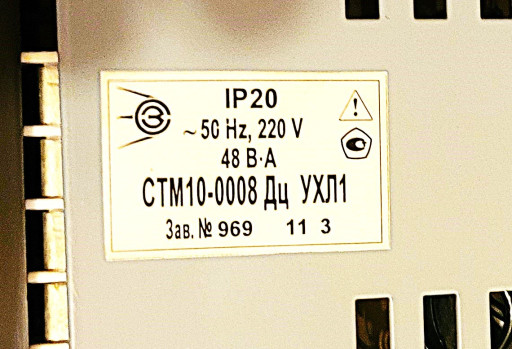 IP20
~50 Hz, 220 V
48 В·А
СТМ10-0008 Дц УХЛ1
Зав. № 969 11 3